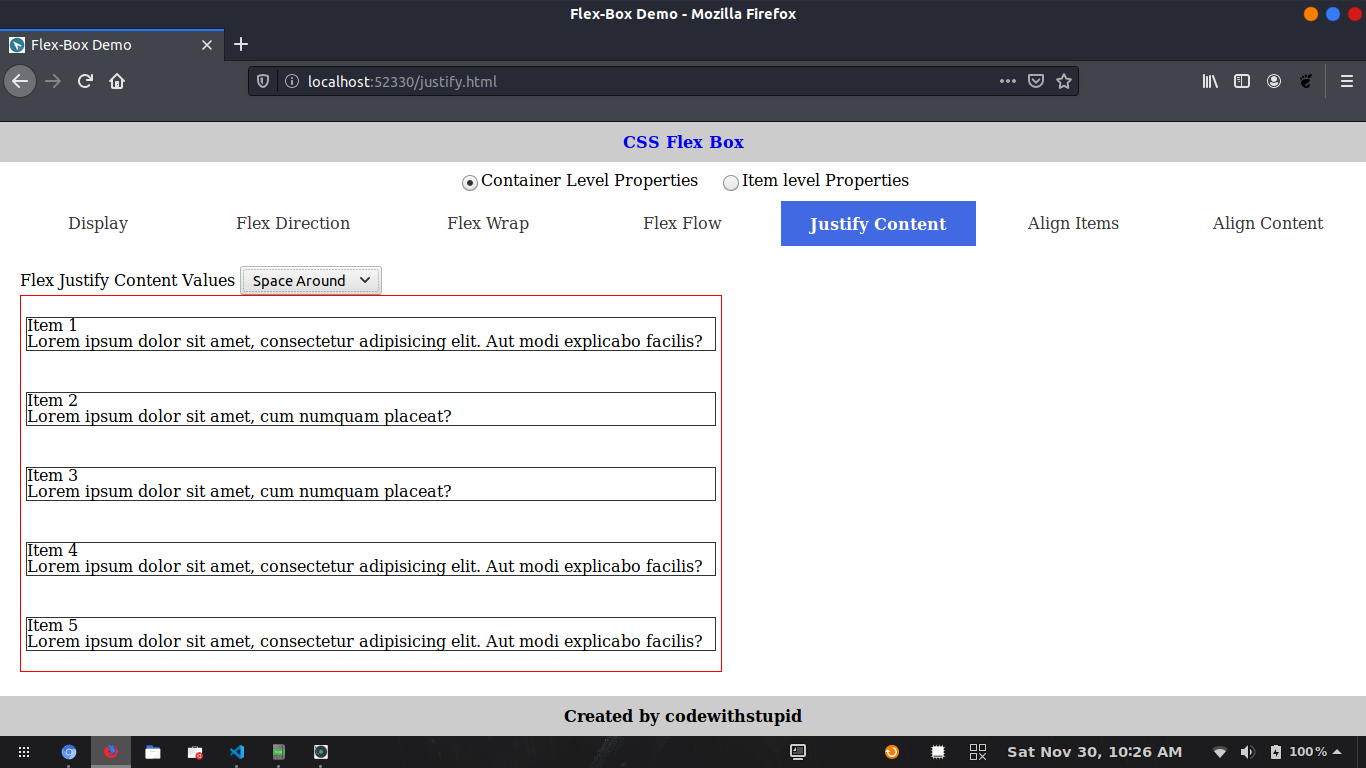 Flex-Box Demo - Mozilla Firefox
Flex-Box Demo
localhost:52330/justify.html
CSS Flex Box
Container Level Properties Item level Properties
Display Flex Direction Flex Wrap Flex Flow Justify Content Align Items Align Content
Flex Justify Content Values Space Around
Item 1
Lorem ipsum dolor sit amet, consectetur adipisicing elit. Aut modi explicabo facilis?
Item 2
Lorem ipsum dolor sit amet, cum numquam placeat?
Item 3
Lorem ipsum dolor sit amet, cum numquam placeat?
Item 4
Lorem ipsum dolor sit amet, consectetur adipisicing elit. Aut modi explicabo facilis?
Item 5
Lorem ipsum dolor sit amet, consectetur adipisicing elit. Aut modi explicabo facilis?
Created by codewithstupid
Sat Nov 30, 10:26 AM 100%